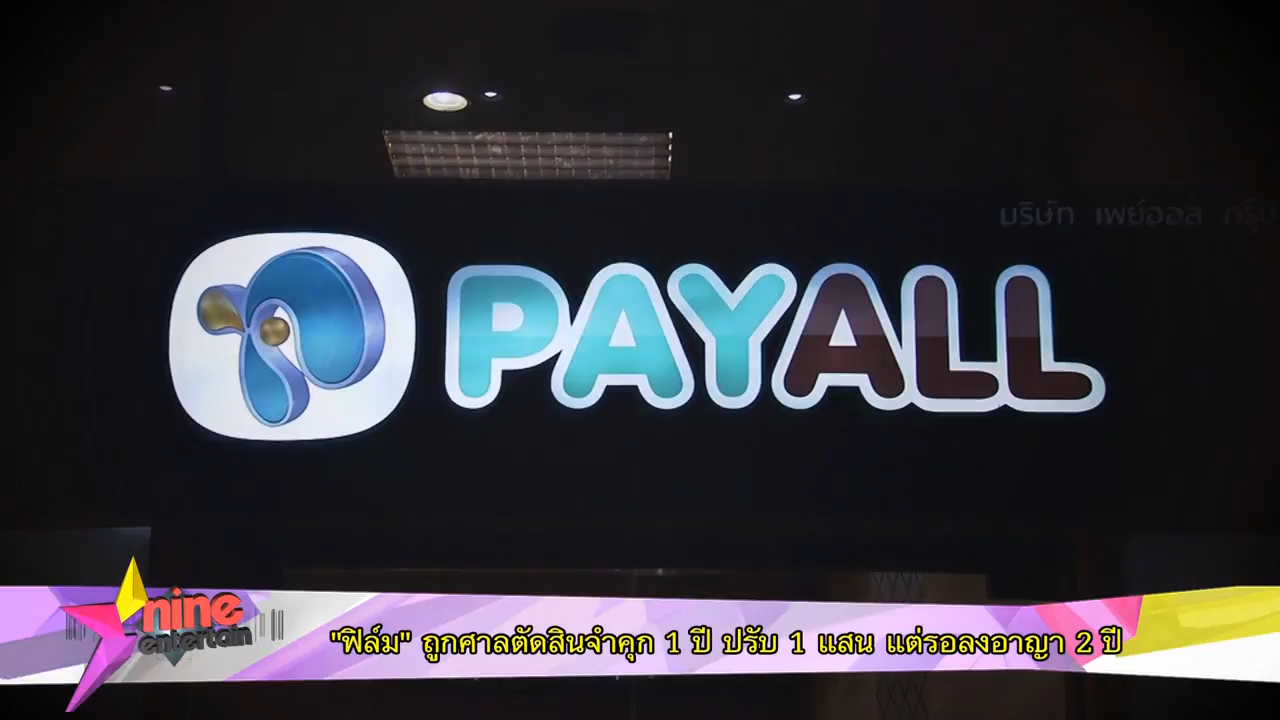 บริษัท เพย์ออล กรุ๊ป
PAYALL
nine
entertain
"ฟิล์ม" ถูกศาลตัดสินจำคุก 1 ปี ปรับ 1 แสน แต่รอลงอาญา 2 ปี